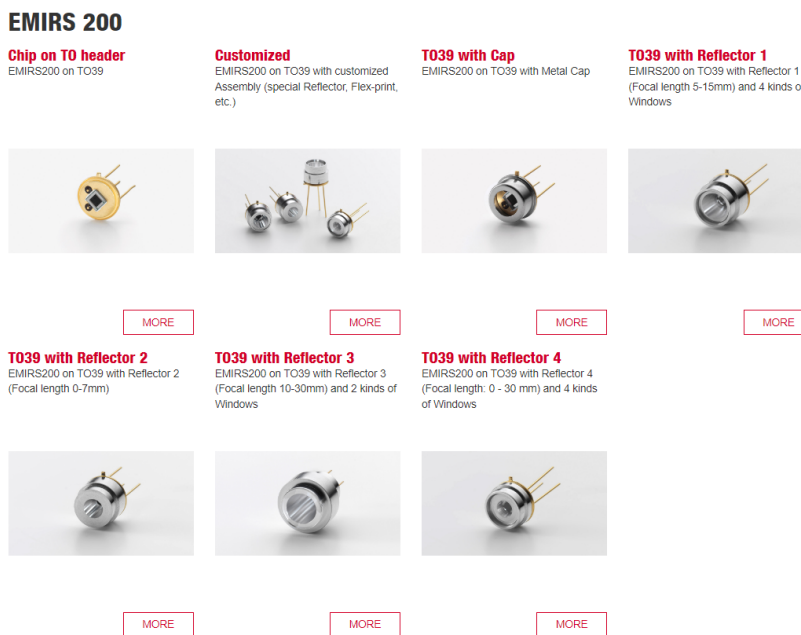 EMIRS 200
Chip on TO header
EMIRS200 on TO39
Customized
EMIRS200 on TO39 with customized
Assembly (special Reflector, Flex-print,
etc.)
TO39 with Cap
EMIRS200 on TO39 with Metal Cap
TO39 with Reflector 1
EMIRS200 on TO39 with Reflector 1
(Focal length 5-15mm) and 4 kinds o
Windows
MORE
MORE
MORE
MORE
TO39 with Reflector 2
EMIRS200 on TO39 with Reflector 2
(Focal length 0-7mm)
TO39 with Reflector 3
EMIRS200 on TO39 with Reflector 3
(Focal length 10-30mm) and 2 kinds of
Windows
TO39 with Reflector 4
EMIRS200 on TO39 with Reflector 4
(Focal length: 0 - 30 mm) and 4 kinds
of Windows
MORE
MORE
MORE